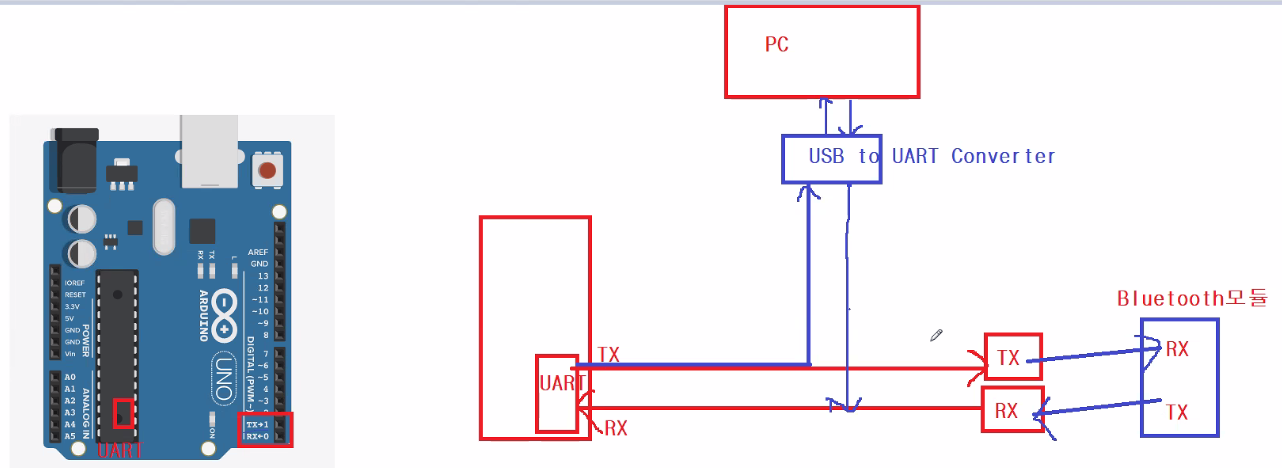 PC
USB to UART Converter
Bluetooth모듈
UART
TX
RX
TX
RX
RX
TX
AREF
GND
13
12
~11
~10
~9
8
7
~6
~5
4
~3
TX→1
RX←0
DIGITAL (PWM~)
IOREF
RESET
3.3V
5V
GND
GND
Vin
POWER
A0
A1
A2
A3
A4
A5
ANALOG IN
RX
TX
L
ARDUINO
UNO
ON
UART